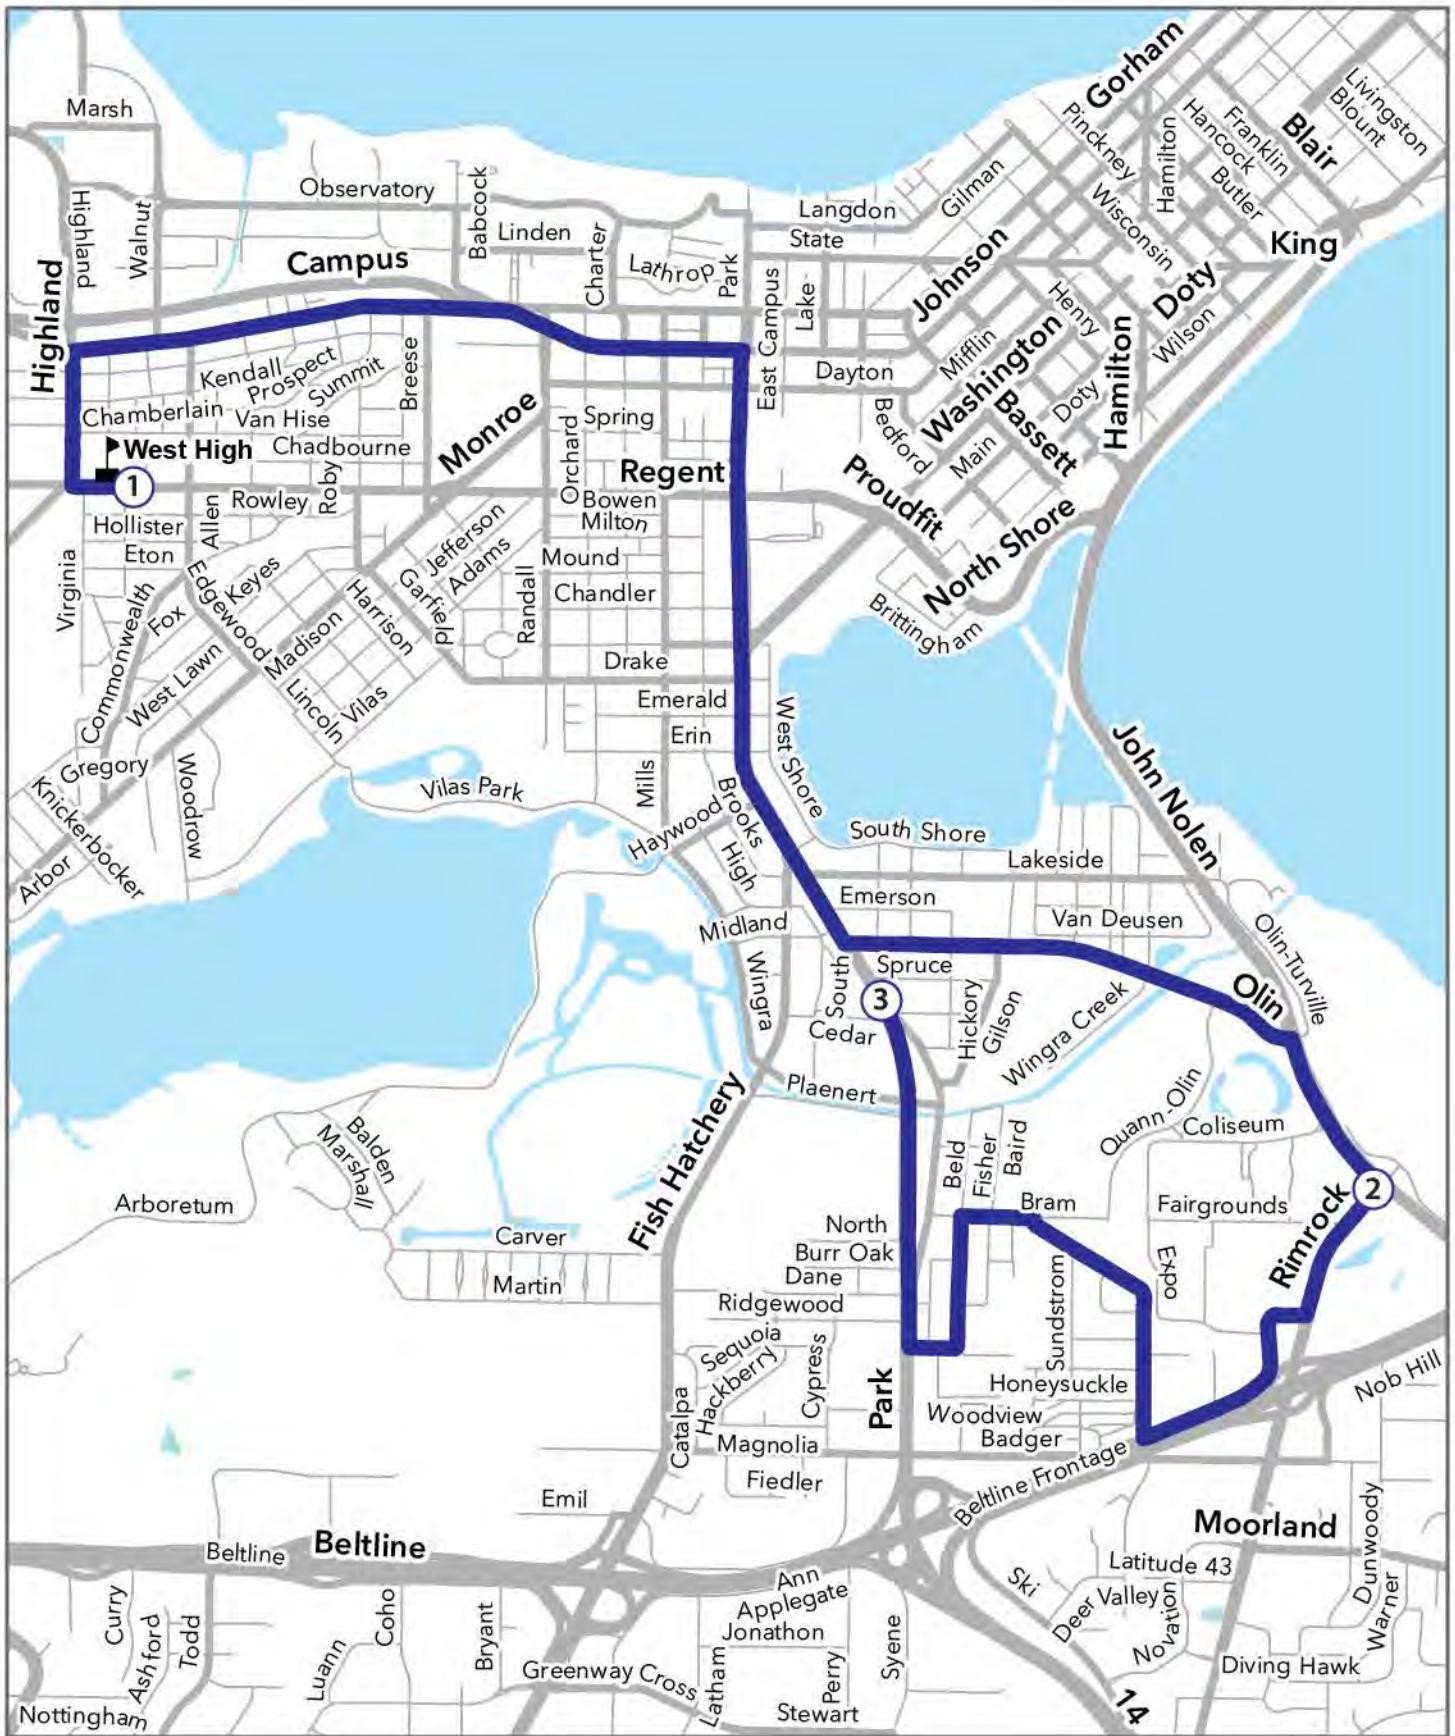 Gorham
Livingston
Blount
Marsh
Pinckney
Franklin
Hancock
Blair
Hamilton
Observatory
Babcock
Gilman
Butler
Highland
Walnut
Langdon
Wisconsin
Linden
Charter
State
King
Campus
Lathrop
Park
Johnson
Doty
Highland
East Campus
Lake
Henry
Wilson
Kendall
Prospect
Summit
Breese
Dayton
Mifflin
Washington
Hamilton
Chamberlain
Van Hise
Monroe
Spring
Bedford
Bassett
Doty
West High
Chadbourne
Orchard
Regent
Main
1
Rowley
Roby
Bowen
Proudfit
Hollister
Allen
Milton
North Shore
Eton
Jefferson
Adams
Mound
Virginia
Edgewood
Keyes
Garfield
Randall
Chandler
Brittingham
Commonwealth
Fox
Harrison
Madison
Drake
West Lawn
Lincoln
Vilas
Emerald
Erin
West Shore
John Nolen
Gregory
Woodrow
Vilas Park
Mills
Brooks
Knickerbocker
Haywood
South Shore
Arbor
High
Lakeside
Emerson
Midland
Van Deusen
Olin-Turville
Wingra
South
Spruce
Olin
3
Hickory
Gilson
Wingra Creek
Cedar
Plaenert
Quann-Olin
Coliseum
Balden
Marshall
Fish Hatchery
Beld
Fisher
Baird
Arboretum
2
North
Bram
Fairgrounds
Rimrock
Carver
Burr Oak
Martin
Dane
Sundstrom
Expo
Ridgewood
Sequoia
Hackberry
Cypress
Park
Honeysuckle
Nob Hill
Catalpa
Woodview
Magnolia
Badger
Beltline Frontage
Fiedler
Emil
Moorland
Dunwoody
Beltline
Beltline
Ann
Latitude 43
Applegate
Ski
Deer Valley
Novation
Warner
Curry
Ashford
Todd
Coho
Bryant
Jonathon
Luann
Latham
Perry
Syene
Greenway Cross
Diving Hawk
Nottingham
Stewart
14